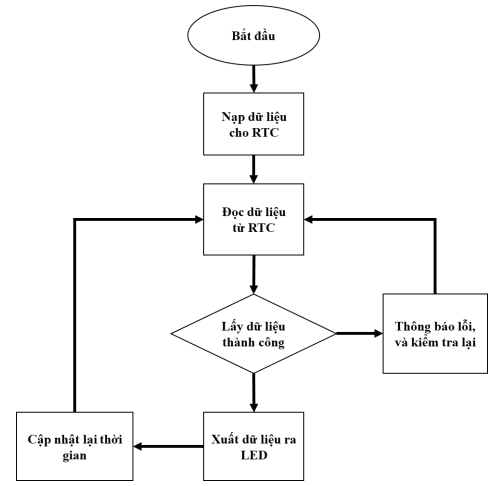 Bắt đầu
Nạp dữ liệu
cho RTC
Đọc dữ liệu
từ RTC
Lấy dữ liệu
thành công
Thông báo lỗi,
và kiểm tra lại
Xuất dữ liệu ra
LED
Cập nhật lại thời
gian